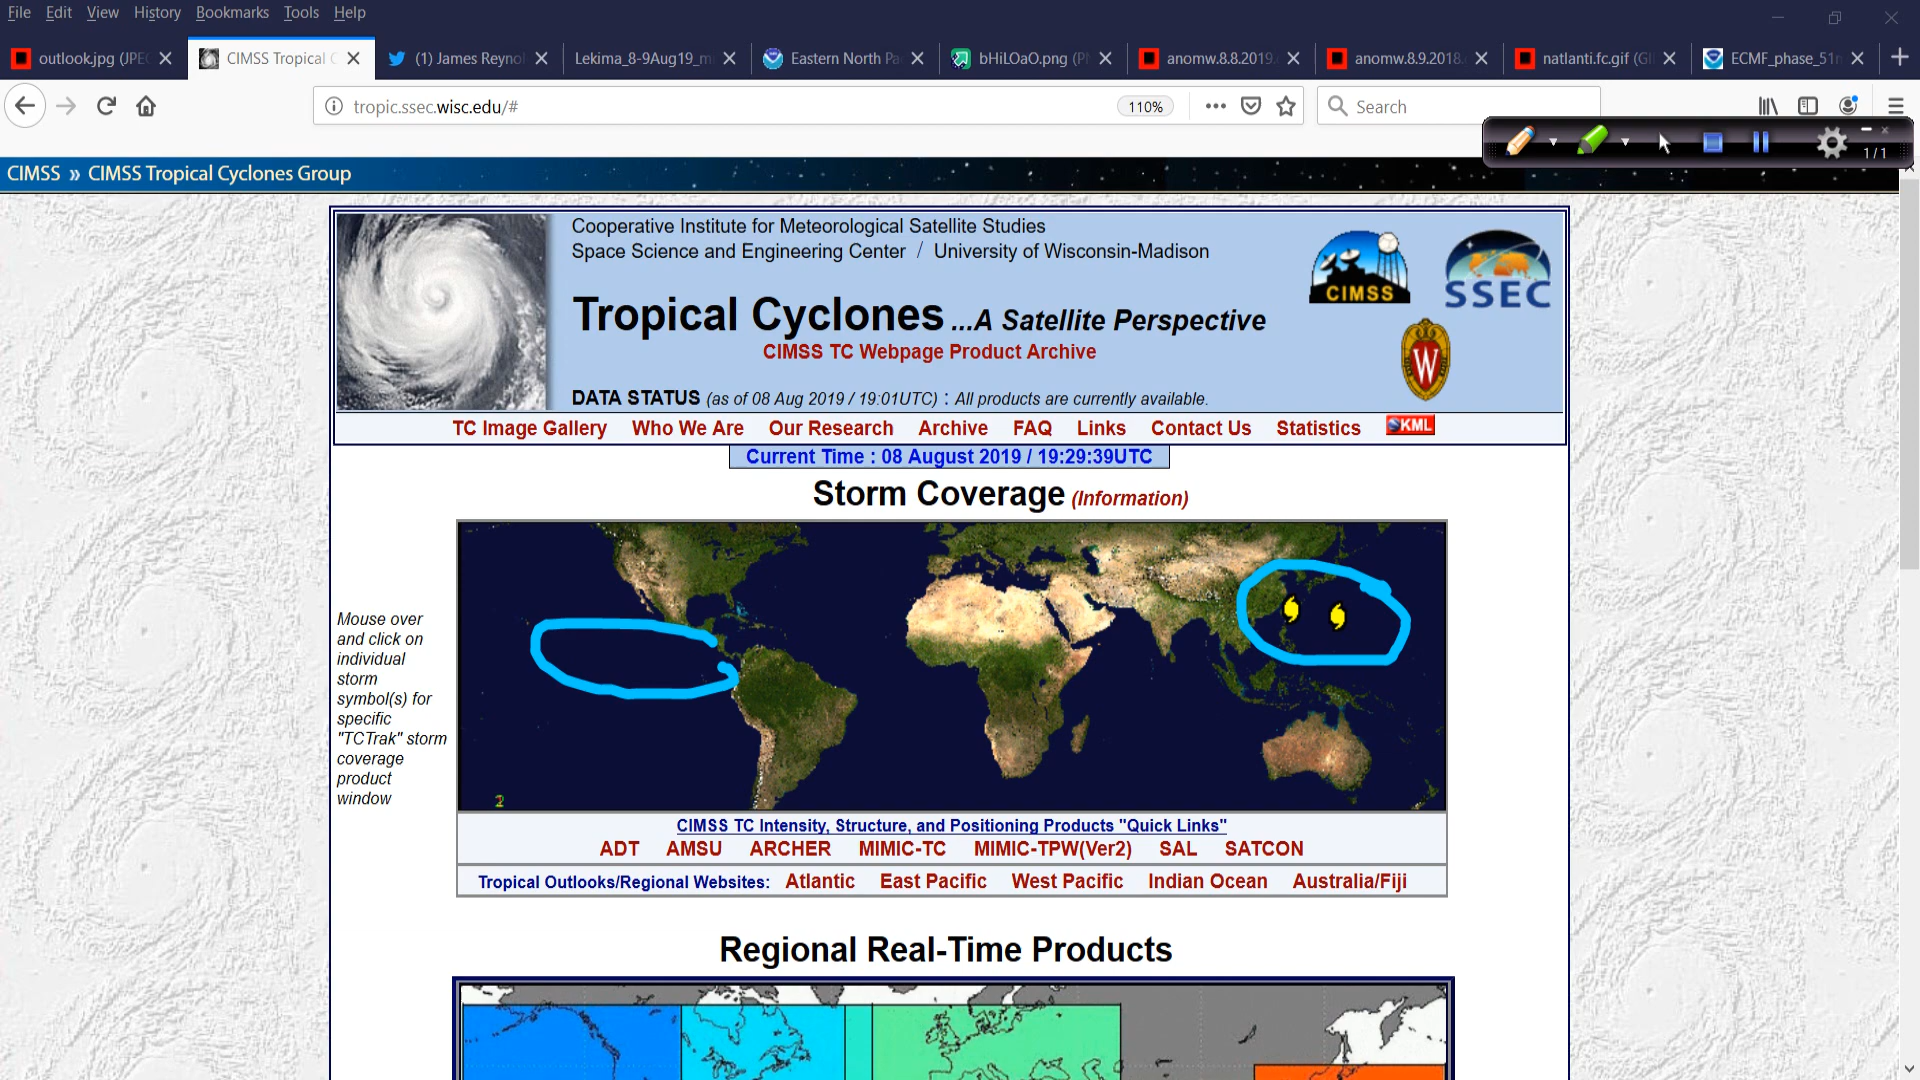 File Edit View History Bookmarks Tools Help
outlook.jpg (JPE
CIMSS Tropical C
(1) James Reyno
Lekima_8-9Aug19_m
Eastern North Pa
bHiLOaO.png (P
anomw.8.8.2019.
anomw.8.9.2018.
natlanti.fc.gif (GI
ECMF_phase_51m
tropic.ssec.wisc.edu/#
110%
Search
1/1
CIMSS » CIMSS Tropical Cyclones Group
Cooperative Institute for Meteorological Satellite Studies
Space Science and Engineering Center / University of Wisconsin-Madison
CIMSS
SSEC
Tropical Cyclones ...A Satellite Perspective
CIMSS TC Webpage Product Archive
W
DATA STATUS (as of 08 Aug 2019 / 19:01UTC) : All products are currently available.
TC Image Gallery Who We Are Our Research Archive FAQ Links Contact Us Statistics KML
Current Time : 08 August 2019 / 19:29:39UTC
Storm Coverage (Information)
Mouse over
and click on
individual
storm
symbol(s) for
specific
"TCTrak" storm
coverage
product
window
2
CIMSS TC Intensity, Structure, and Positioning Products "Quick Links"
ADT AMSU ARCHER MIMIC-TC MIMIC-TPW(Ver2) SAL SATCON
Tropical Outlooks/Regional Websites: Atlantic East Pacific West Pacific Indian Ocean Australia/Fiji
Regional Real-Time Products